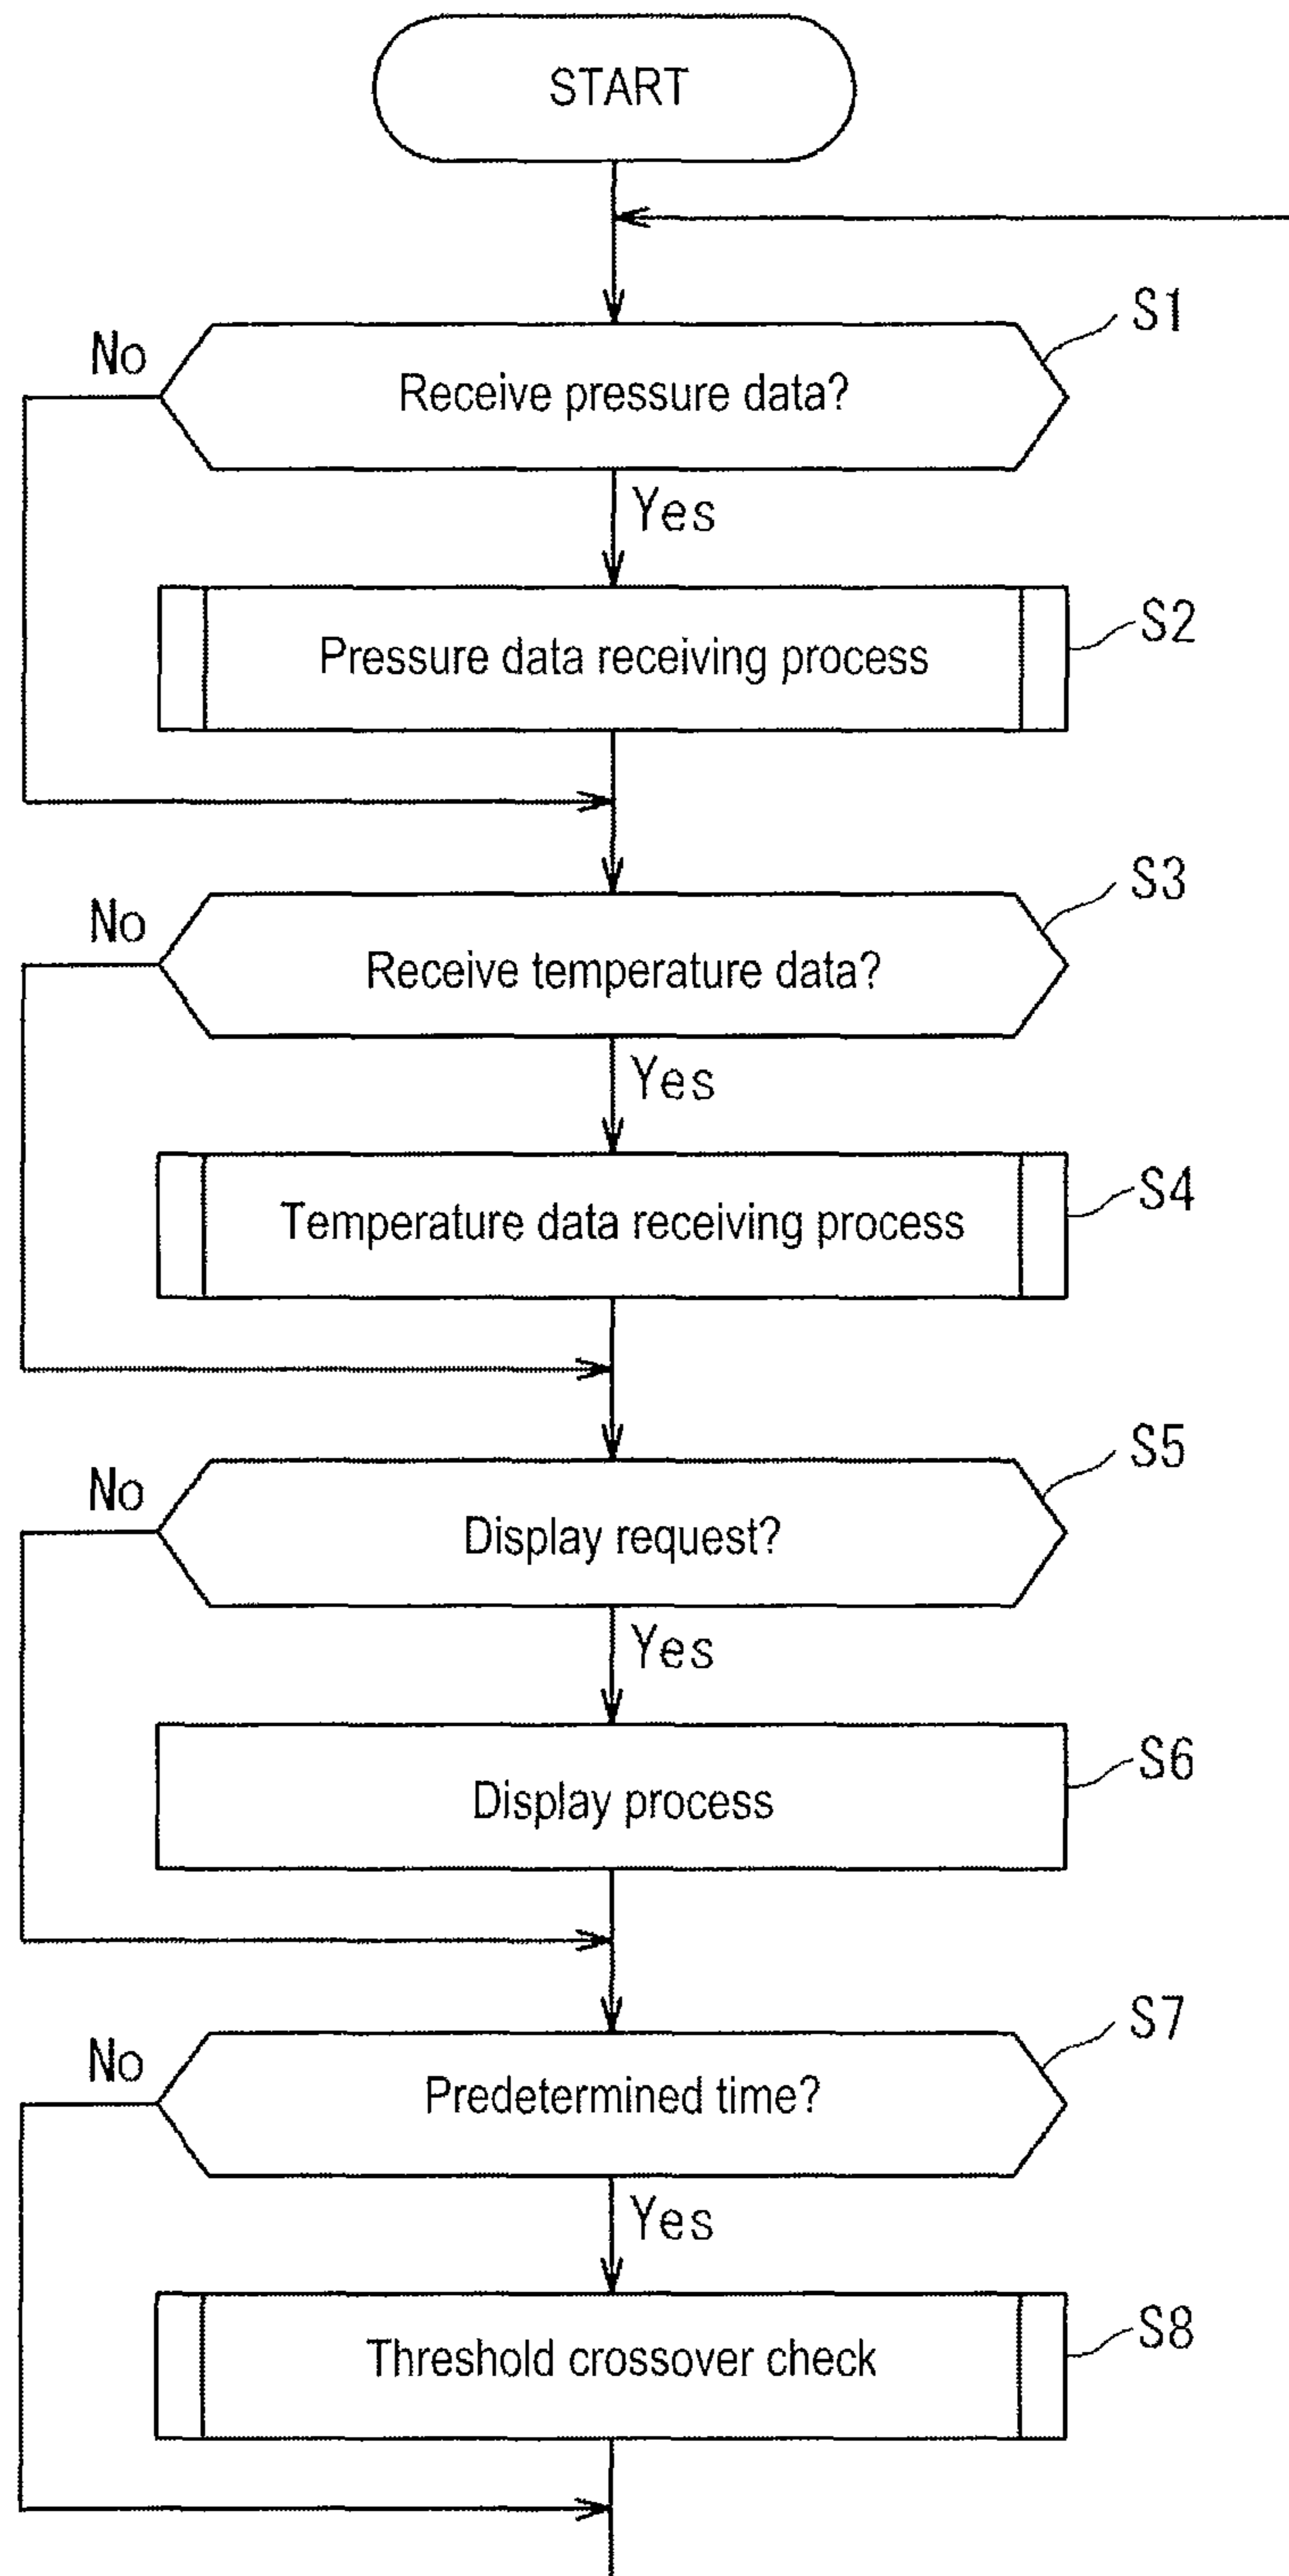 START
S1
No
Receive pressure data?
Yes
S2
Pressure data receiving process
S3
No
Receive temperature data?
Yes
S4
Temperature data receiving process
S5
No
Display request?
Yes
S6
Display process
S7
No
Predetermined time?
Yes
S8
Threshold crossover check